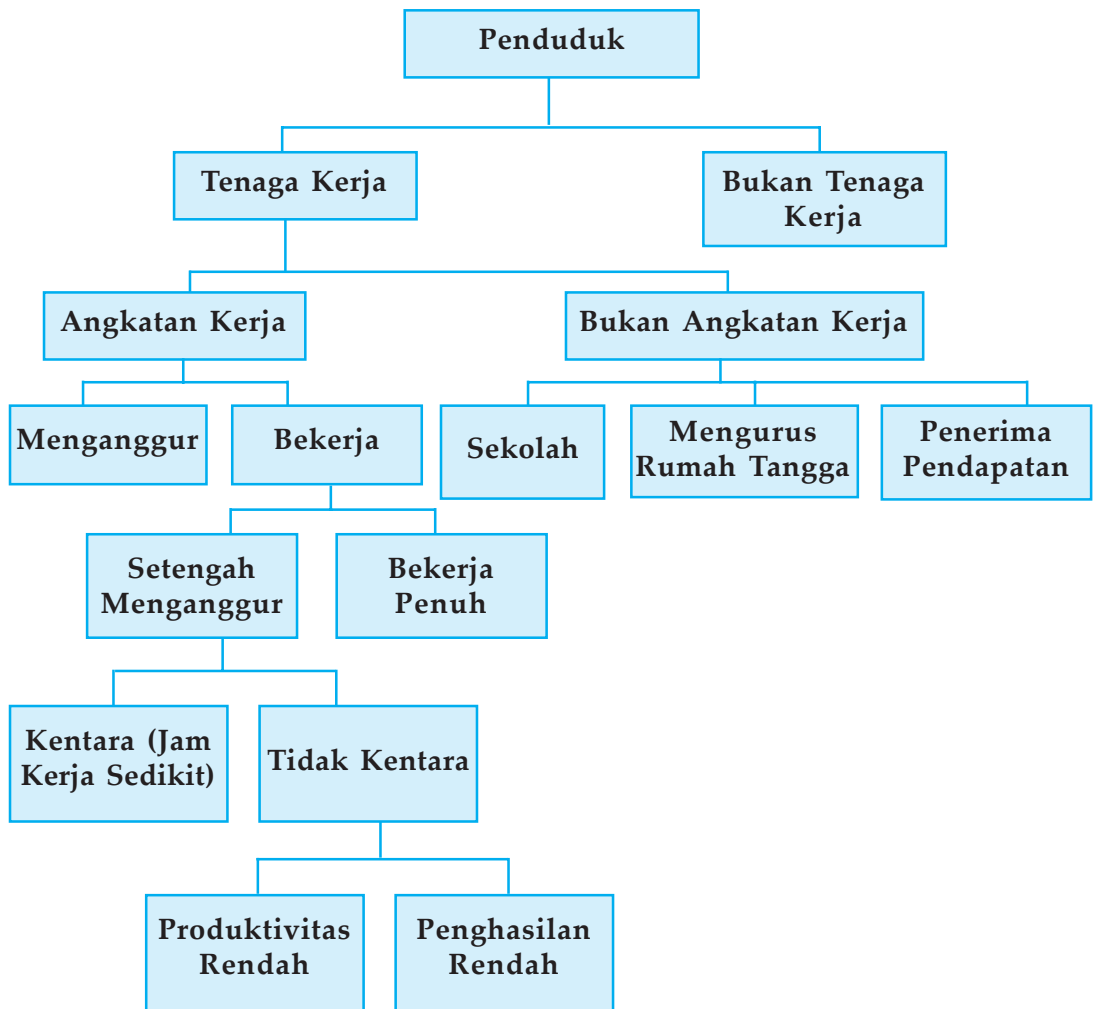 Penduduk
Tenaga Kerja
Bukan Tenaga
Kerja
Angkatan Kerja
Bukan Angkatan Kerja
Menganggur
Bekerja
Sekolah
Mengurus
Rumah Tangga
Penerima
Pendapatan
Setengah
Menganggur
Bekerja
Penuh
Kentara (Jam
Kerja Sedikit)
Tidak Kentara
Produktivitas
Rendah
Penghasilan
Rendah